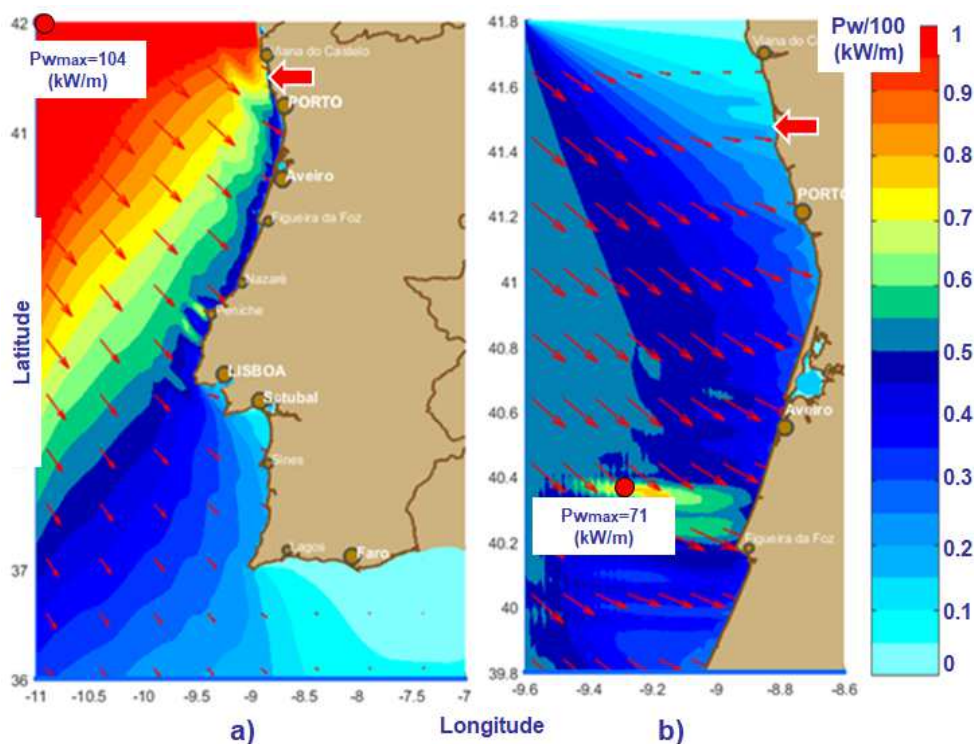 42
41
37
36
Latitude
Pwmax=104
(kW/m)
Viana do Castelo
PORTO
Aveiro
Figueira da Foz
Nazaré
Peniche
LISBOA
Setubal
Sines
Lagos
Faro
-11 -10.5 -10 -9.5 -9 -8.5 -8 -7.5 -7
a)
41.8
41.6
41.4
41.2
41
40.8
40.6
40.4
40.2
40
39.8
Viana do C
PORTO
Aveiro
Pwmax=71
(kW/m)
Figueira da Foz
-9.6 -9.4 -9.2 -9 -8.8 -8.6
b)
Longitude
Pw/100
(kW/m)
1
0.9
0.8
0.7
0.6
0.5
0.4
0.3
0.2
0.1
0